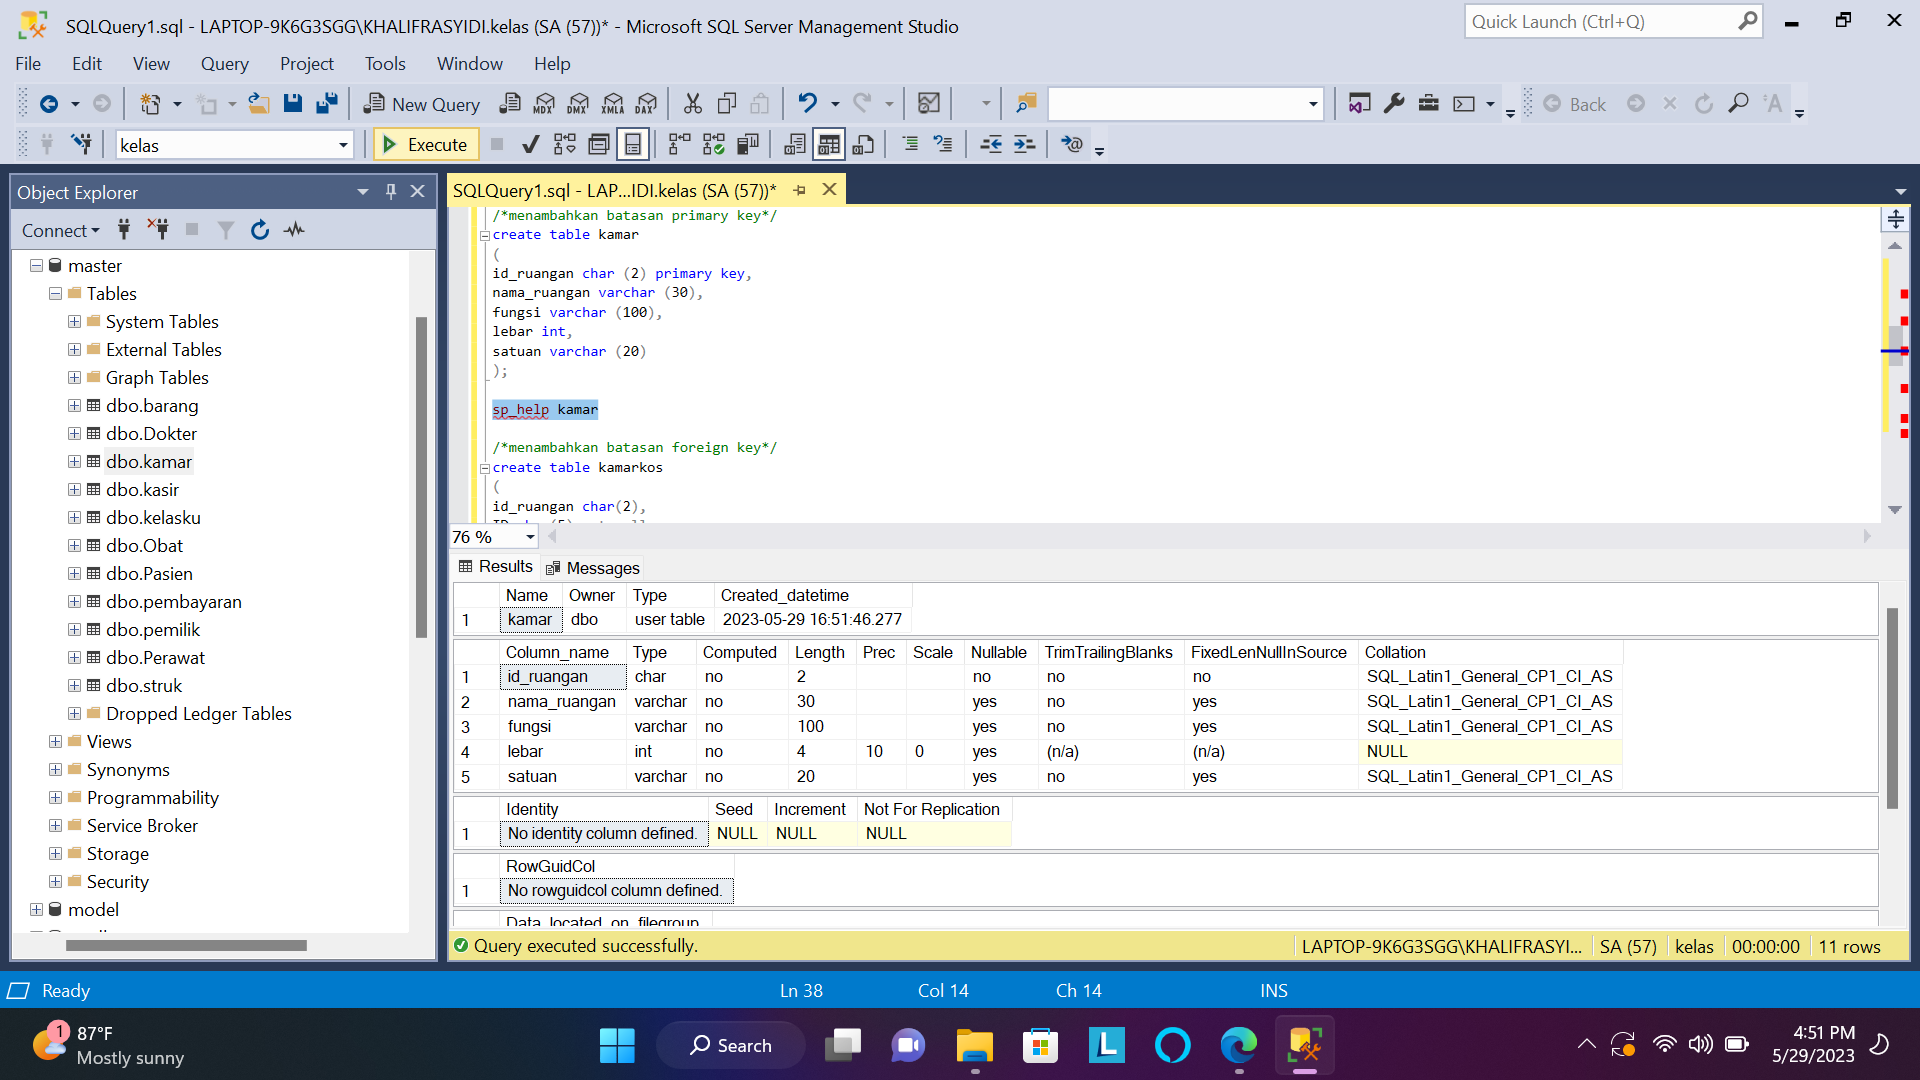 SQLQuery1.sql - LAPTOP-9K6G3SGG\KHALIFRASYIDI.kelas (SA (57))* - Microsoft SQL Server Management Studio
Quick Launch (Ctrl+Q)
File Edit View Query Project Tools Window Help
New Query MDX DMX XMLA DAX Back
kelas Execute
Object Explorer
Connect
master
Tables
System Tables
External Tables
Graph Tables
dbo.barang
dbo.Dokter
dbo.kamar
dbo.kasir
dbo.kelasku
dbo.Obat
dbo.Pasien
dbo.pembayaran
dbo.pemilik
dbo.Perawat
dbo.struk
Dropped Ledger Tables
Views
Synonyms
Programmability
Service Broker
Storage
Security
model
SQLQuery1.sql - LAP...IDI.kelas (SA (57))*
/*menambahkan batasan primary key*/
create table kamar
(
id_ruangan char (2) primary key,
nama_ruangan varchar (30),
fungsi varchar (100),
lebar int,
satuan varchar (20)
);
sp_help kamar
/*menambahkan batasan foreign key*/
create table kamarkos
(
id_ruangan char(2),
76 %
Results Messages
Name Owner Type Created_datetime
1 kamar dbo user table 2023-05-29 16:51:46.277
Column_name Type Computed Length Prec Scale Nullable TrimTrailingBlanks FixedLenNullInSource Collation
1 id_ruangan char no 2 no no no SQL_Latin1_General_CP1_CI_AS
2 nama_ruangan varchar no 30 yes no yes SQL_Latin1_General_CP1_CI_AS
3 fungsi varchar no 100 yes no yes SQL_Latin1_General_CP1_CI_AS
4 lebar int no 4 10 0 yes (n/a) (n/a) NULL
5 satuan varchar no 20 yes no yes SQL_Latin1_General_CP1_CI_AS
Identity Seed Increment Not For Replication
1 No identity column defined. NULL NULL NULL
RowGuidCol
1 No rowguidcol column defined.
Data_located_on_filegroup
Query executed successfully. LAPTOP-9K6G3SGG\KHALIFRASYI... SA (57) kelas 00:00:00 11 rows
Ready Ln 38 Col 14 Ch 14 INS
1 87°F
Mostly sunny
Search
L
4:51 PM
5/29/2023